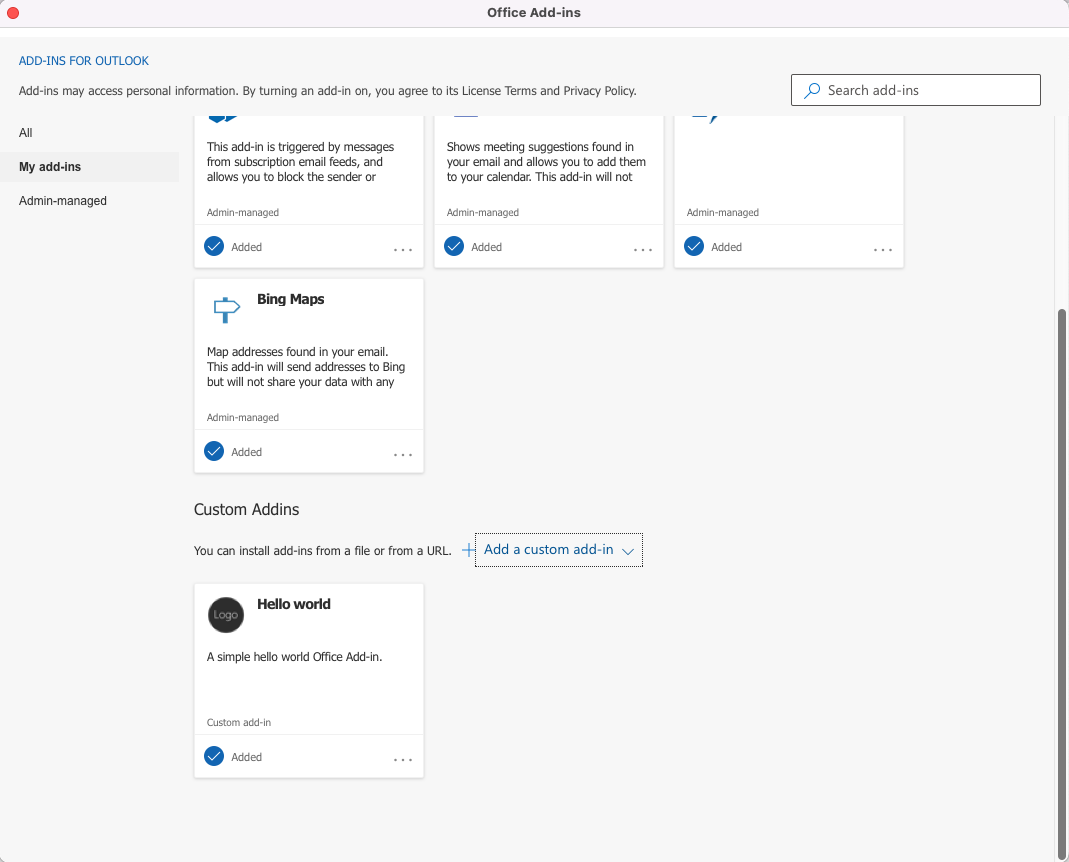 Office Add-ins
ADD-INS FOR OUTLOOK
Add-ins may access personal information. By turning an add-in on, you agree to its License Terms and Privacy Policy.
Search add-ins
All
My add-ins
Admin-managed
This add-in is triggered by messages
from subscription email feeds, and
allows you to block the sender or
Admin-managed
Added
...
Shows meeting suggestions found in
your email and allows you to add them
to your calendar. This add-in will not
Admin-managed
Added
...
Admin-managed
Added
...
Bing Maps
Map addresses found in your email.
This add-in will send addresses to Bing
but will not share your data with any
Admin-managed
Added
...
Custom Addins
You can install add-ins from a file or from a URL.
Add a custom add-in
Logo
Hello world
A simple hello world Office Add-in.
Custom add-in
Added
...